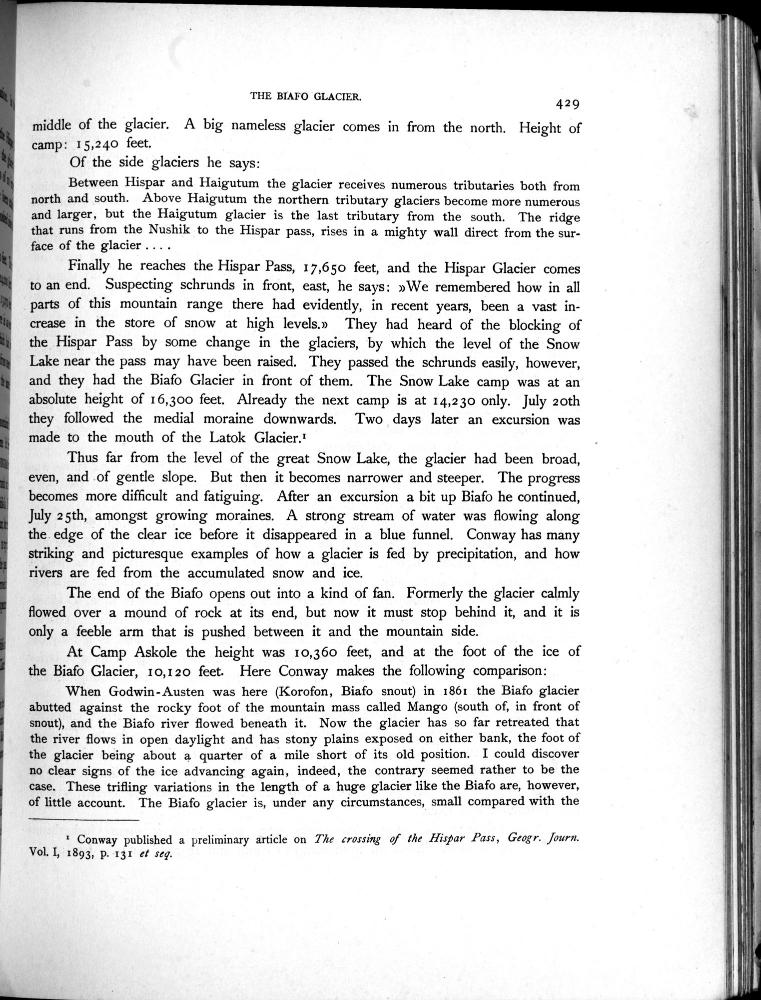 THE BIAFO GLACIER.
429
middle of the glacier. A big nameless glacier comes in from the north. Height of
camp: 15,240 feet.
Of the side glaciers he says:
Between Hispar and Haigutum the glacier receives numerous tributaries both from
north and south. Above Haigutum the northern tributary glaciers become more numerous
and larger, but the Haigutum glacier is the last tributary from the south. The ridge
that runs from the Nushik to the Hispar pass, rises in a mighty wall direct from the sur-
face of the glacier . . . .
Finally he reaches the Hispar Pass, 17,650 feet, and the Hispar Glacier comes
to an end. Suspecting schrunds in front, east, he says: »We remembered how in all
parts of this mountain range there had evidently, in recent years, been a vast in-
crease in the store of snow at high levels.» They had heard of the blocking of
the Hispar Pass by some change in the glaciers, by which the level of the Snow
Lake near the pass may have been raised. They passed the schrunds easily, however,
and they had the Biafo Glacier in front of them. The Snow Lake camp was at an
absolute height of 16,300 feet. Already the next camp is at 14,230 only. July 20th
they followed the medial moraine downwards. Two days later an excursion was
made to the mouth of the Latok Glacier.¹
Thus far from the level of the great Snow Lake, the glacier had been broad,
even, and of gentle slope. But then it becomes narrower and steeper. The progress
becomes more difficult and fatiguing. After an excursion a bit up Biafo he continued,
July 25th, amongst growing moraines. A strong stream of water was flowing along
the edge of the clear ice before it disappeared in a blue funnel. Conway has many
striking and picturesque examples of how a glacier is fed by precipitation, and how
rivers are fed from the accumulated snow and ice.
The end of the Biafo opens out into a kind of fan. Formerly the glacier calmly
flowed over a mound of rock at its end, but now it must stop behind it, and it is
only a feeble arm that is pushed between it and the mountain side.
At Camp Askole the height was 10,360 feet, and at the foot of the ice of
the Biafo Glacier, 10,120 feet. Here Conway makes the following comparison:
When Godwin-Austen was here (Korofon, Biafo snout) in 1861 the Biafo glacier
abutted against the rocky foot of the mountain mass called Mango (south of, in front of
snout), and the Biafo river flowed beneath it. Now the glacier has so far retreated that
the river flows in open daylight and has stony plains exposed on either bank, the foot of
the glacier being about a quarter of a mile short of its old position. I could discover
no clear signs of the ice advancing again, indeed, the contrary seemed rather to be the
case. These trifling variations in the length of a huge glacier like the Biafo are, however,
of little account. The Biafo glacier is, under any circumstances, small compared with the
¹ Conway published a preliminary article on The crossing of the Hispar Pass, Geogr. Journ.
Vol. I, 1893, p. 131 et seq.